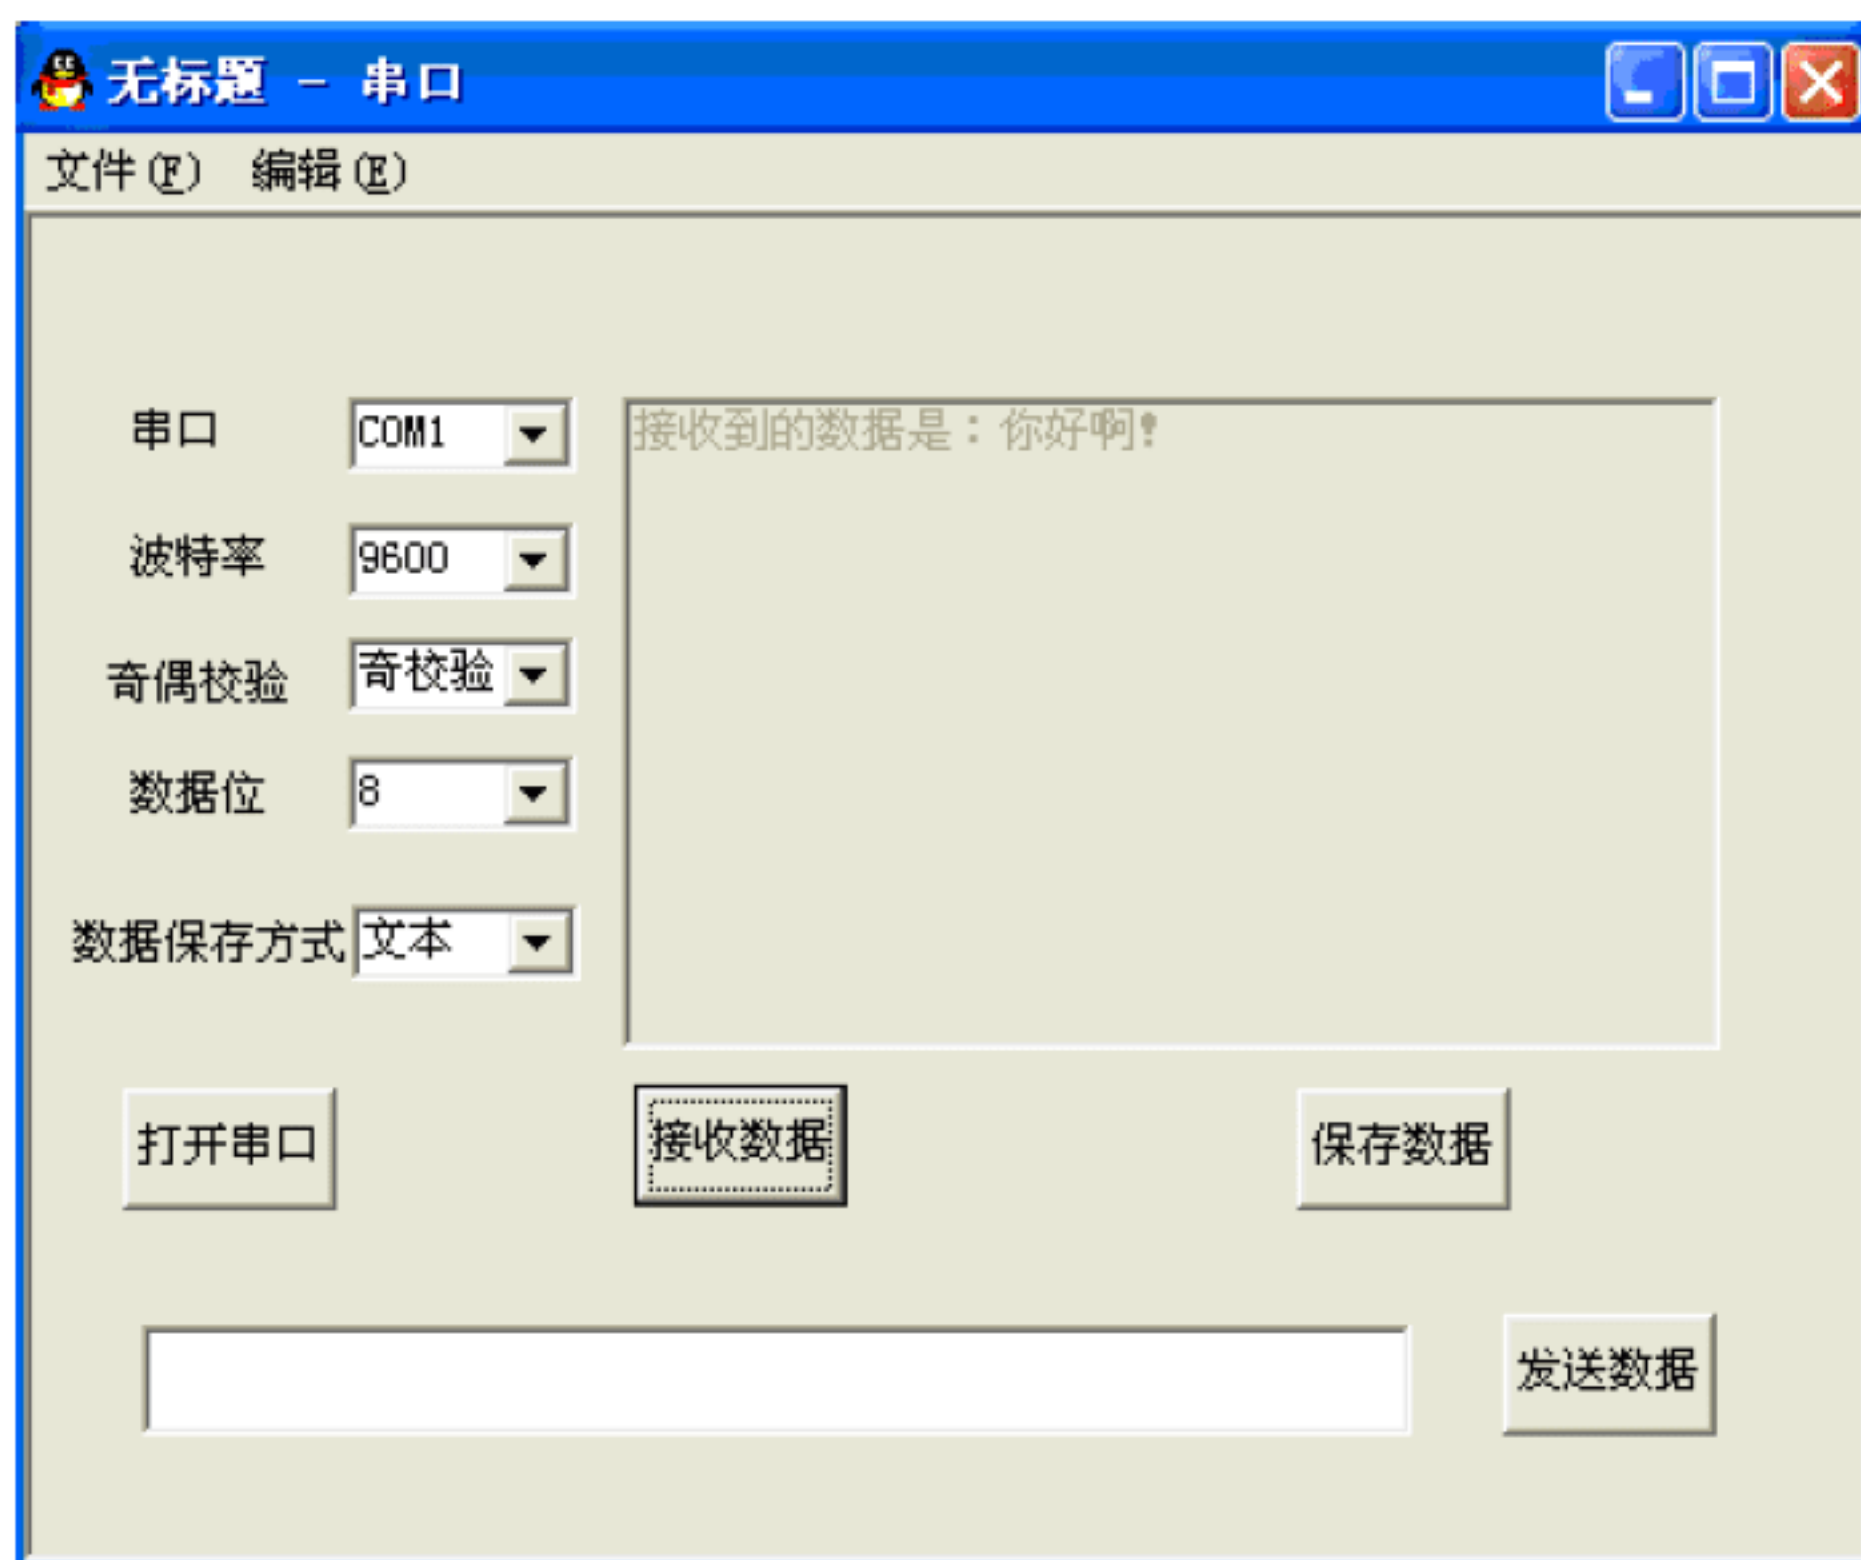 无标题 - 串口
文件(F) 编辑(E)
串口 COM1
接收到的数据是：你好啊!
波特率 9600
奇偶校验 奇校验
数据位 8
数据保存方式 文本
打开串口 接收数据 保存数据
发送数据